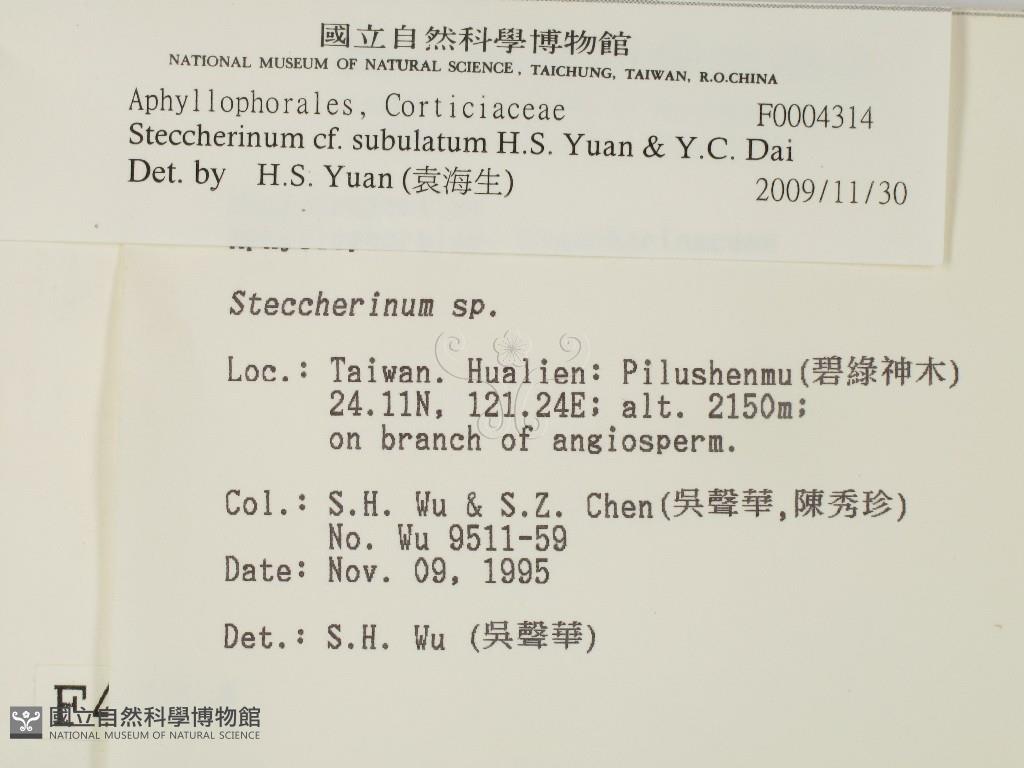 國立自然科學博物館
NATIONAL MUSEUM OF NATURAL SCIENCE, TAICHUNG, TAIWAN, R.O.CHINA
Aphyllophorales, Corticiaceae F0004314
Steccherinum cf. subulatum H.S. Yuan & Y.C. Dai
Det. by H.S. Yuan (袁海生) 2009/11/30
Steccherinum sp.
Loc.: Taiwan. Hualien: Pilushenmu(碧綠神木)
24.11N, 121.24E; alt. 2150m;
on branch of angiosperm.
Col.: S.H. Wu & S.Z. Chen(吳聲華,陳秀珍)
No. Wu 9511-59
Date: Nov. 09, 1995
Det.: S.H. Wu (吳聲華)
國立自然科學博物館
NATIONAL MUSEUM OF NATURAL SCIENCE